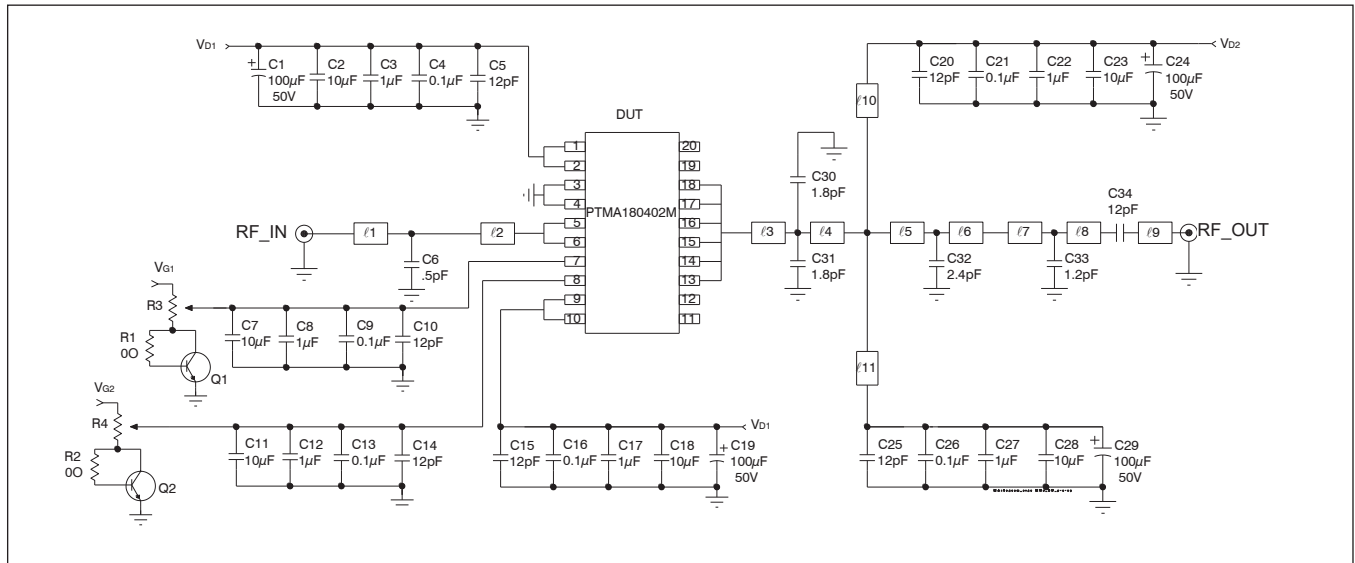 VD1
C1
100µF
50V
C2
10µF
C3
1µF
C4
0.1µF
C5
12pF
VD2
C20
12pF
C21
0.1µF
C22
1µF
C23
10µF
C24
100µF
50V
ℓ10
DUT
PTMA180402M
1
2
3
4
5
6
7
8
9
10
20
19
18
17
16
15
14
13
12
11
RF_IN
ℓ1
ℓ2
C6
.5pF
C30
1.8pF
ℓ3
ℓ4
C31
1.8pF
ℓ5
ℓ6
ℓ7
ℓ8
C34
12pF
ℓ9
RF_OUT
C32
2.4pF
C33
1.2pF
VG1
R3
R1
0O
Q1
C7
10µF
C8
1µF
C9
0.1µF
C10
12pF
ℓ11
VG2
R4
R2
0O
Q2
C11
10µF
C12
1µF
C13
0.1µF
C14
12pF
VD1
C15
12pF
C16
0.1µF
C17
1µF
C18
10µF
C19
100µF
50V
C25
12pF
C26
0.1µF
C27
1µF
C28
10µF
C29
100µF
50V